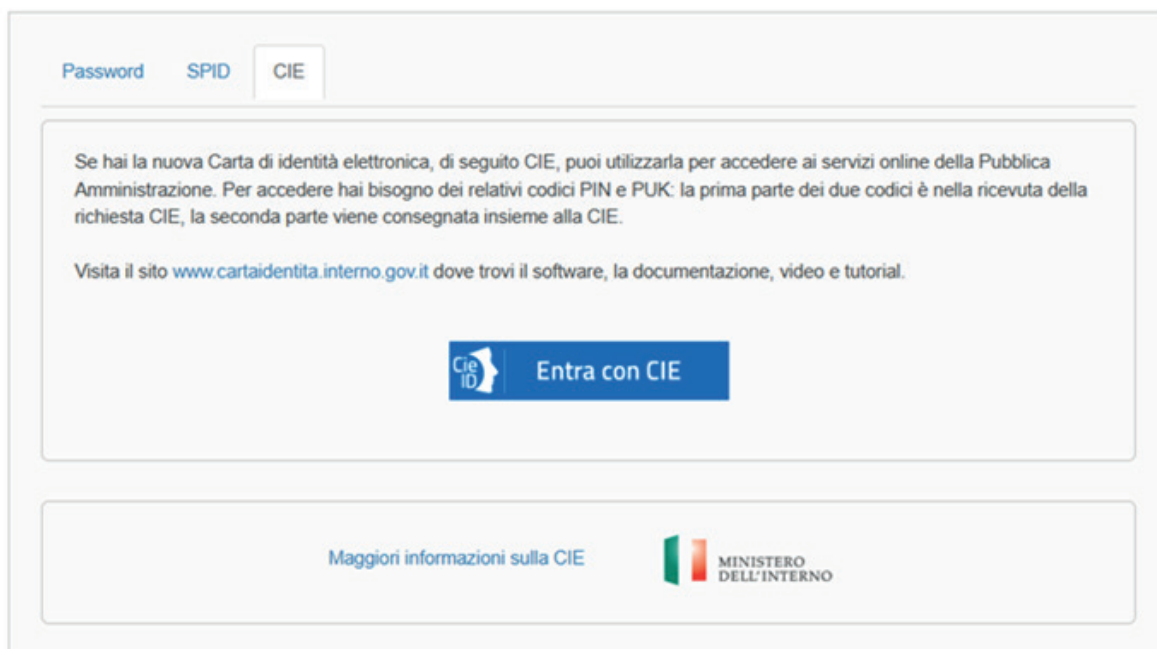 Password SPID CIE
Se hai la nuova Carta di identità elettronica, di seguito CIE, puoi utilizzarla per accedere ai servizi online della Pubblica
Amministrazione. Per accedere hai bisogno dei relativi codici PIN e PUK: la prima parte dei due codici è nella ricevuta della
richiesta CIE, la seconda parte viene consegnata insieme alla CIE.
Visita il sito www.cartaidentita.interno.gov.it dove trovi il software, la documentazione, video e tutorial.
Cie
ID
Entra con CIE
Maggiori informazioni sulla CIE
MINISTERO
DELL'INTERNO